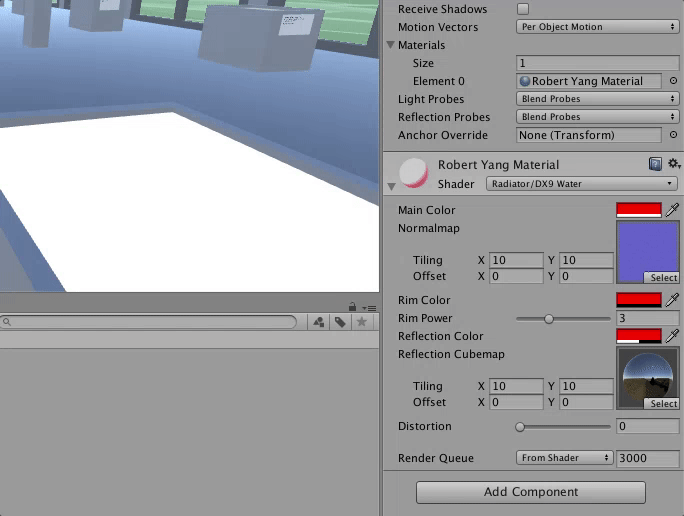 Receive Shadows
Motion Vectors Per Object Motion
Materials
Size 1
Element 0 Robert Yang Material
Light Probes Blend Probes
Reflection Probes Blend Probes
Anchor Override None (Transform)
Robert Yang Material
Shader Radiator/DX9 Water
Main Color
Normalmap
Tiling X 10 Y 10
Offset X 0 Y 0
Select
Rim Color
Rim Power 3
Reflection Color
Reflection Cubemap
Tiling X 10 Y 10
Offset X 0 Y 0
Select
Distortion 0
Render Queue From Shader 3000
Add Component